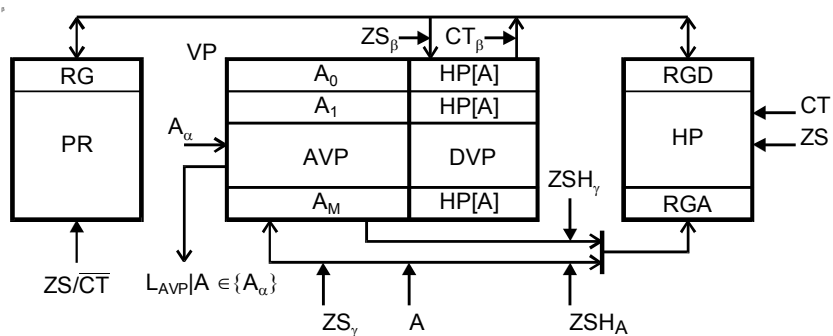 VP
ZSβ
CTβ
RG
A0
HP[A]
RGD
A1
HP[A]
CT
Aα
PR
AVP
DVP
HP
ZS
ZSHγ
AM
HP[A]
RGA
ZS/C̅T̅
LAVP|A ∈{Aα}
ZSγ
A
ZSHA